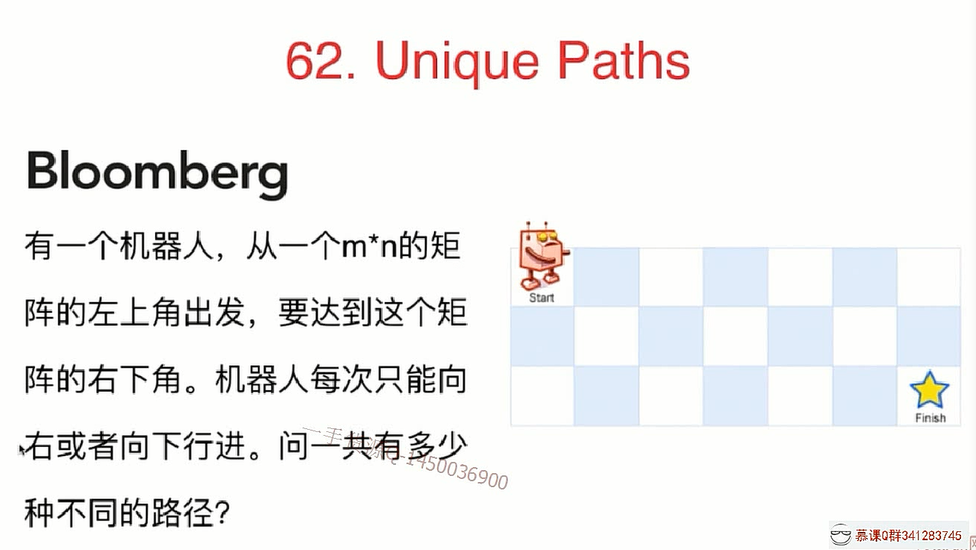 62. Unique Paths
Bloomberg
有一个机器人，从一个m*n的矩
阵的左上角出发，要达到这个矩
阵的右下角。机器人每次只能向
右或者向下行进。问一共有多少
种不同的路径？
Start
Finish
一手资源Q-1450036900
慕课Q群341283745